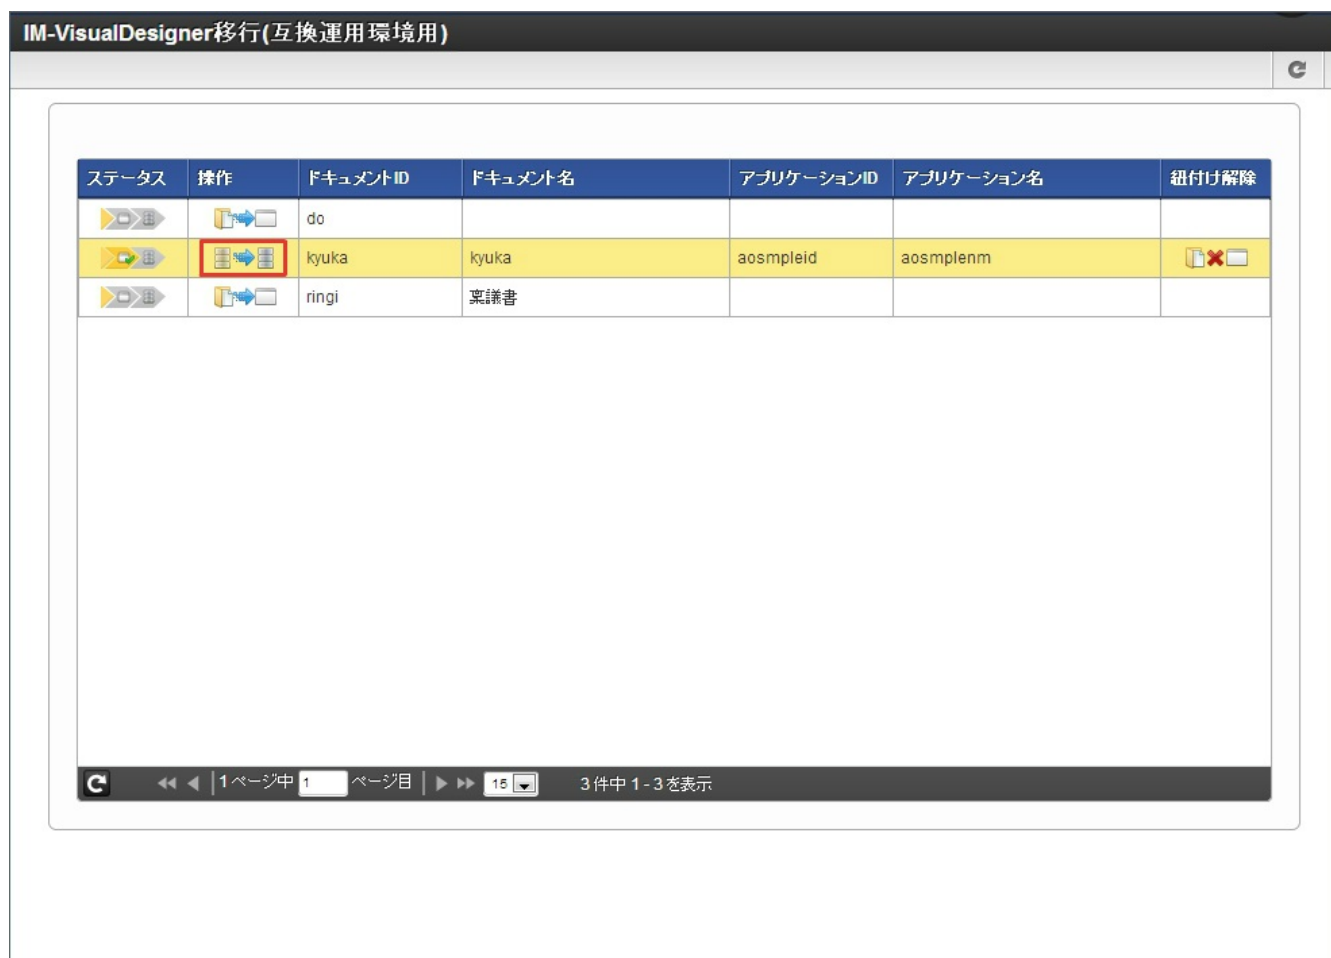 IM-VisualDesigner移行(互換運用環境用)
ステータス 操作 ドキュメントID ドキュメント名 アプリケーションID アプリケーション名 紐付け解除
do
kyuka kyuka aosmpleid aosmplenm
ringi 稟議書
1ページ中 1 ページ目 15 3件中 1 - 3 を表示